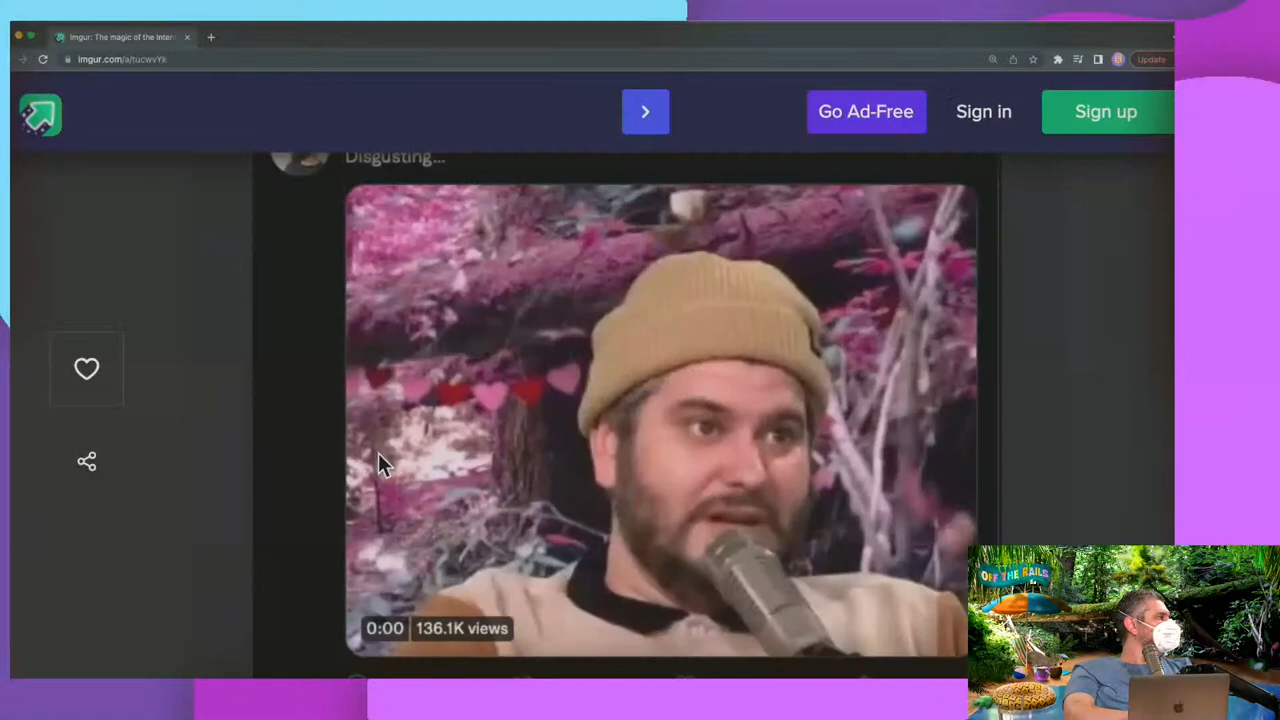 Imgur: The magic of the Inter
imgur.com/a/tucwvYk
Update
Go Ad-Free
Sign in
Sign up
Disgusting...
0:00
136.1K views
OFF THE RAILS